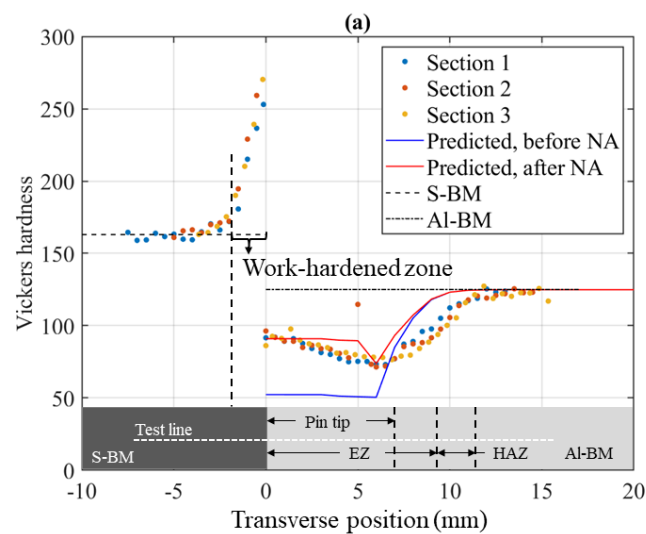 (a)
Vickers hardness
300
250
200
150
100
50
0
Section 1
Section 2
Section 3
Predicted, before NA
Predicted, after NA
S-BM
Al-BM
Work-hardened zone
Pin tip
Test line
EZ
HAZ
S-BM
Al-BM
-10 -5 0 5 10 15 20
Transverse position (mm)